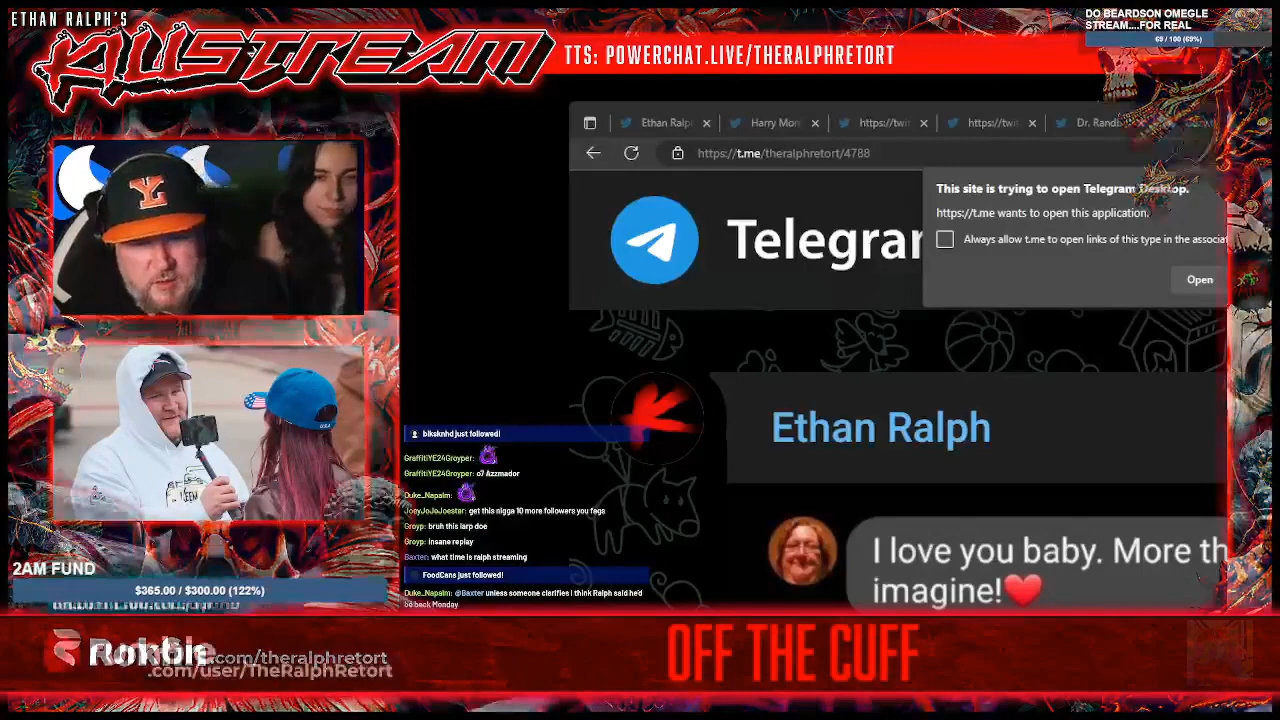 ETHAN RALPH'S
KILLSTREAM
TTS: POWERCHAT.LIVE/THERALPHRETORT
DO BEARDSON OMEGLE
STREAM....FOR REAL
69 / 100 (69%)
Ethan Ralp
Harry Mor
https://twi
https://twi
Dr. Randb
https://t.me/theralphretort/4788
This site is trying to open Telegram Desktop.
https://t.me wants to open this application.
Always allow t.me to open links of this type in the associat
Open
Telegram
Y
Ethan Ralph
I love you baby. More th
imagine!❤
blksknhd just followed!
GraffitiYE24Groyper:
GraffitiYE24Groyper: o7 Azzmador
Duke_Napalm:
JoeyJoJoJoester: get this nigga 10 more followers you fags
Groyp: bruh this larp doe
Groyp: insane replay
Baxter: what time is ralph streaming
FoodCans just followed!
Duke_Napalm: @Baxter unless someone clarifies I think Ralph said he'd
be back Monday
USA
2AM FUND
$365.00 / $300.00 (122%)
.com/theralphretort
.com/user/TheRalphRetort
OFF THE CUFF